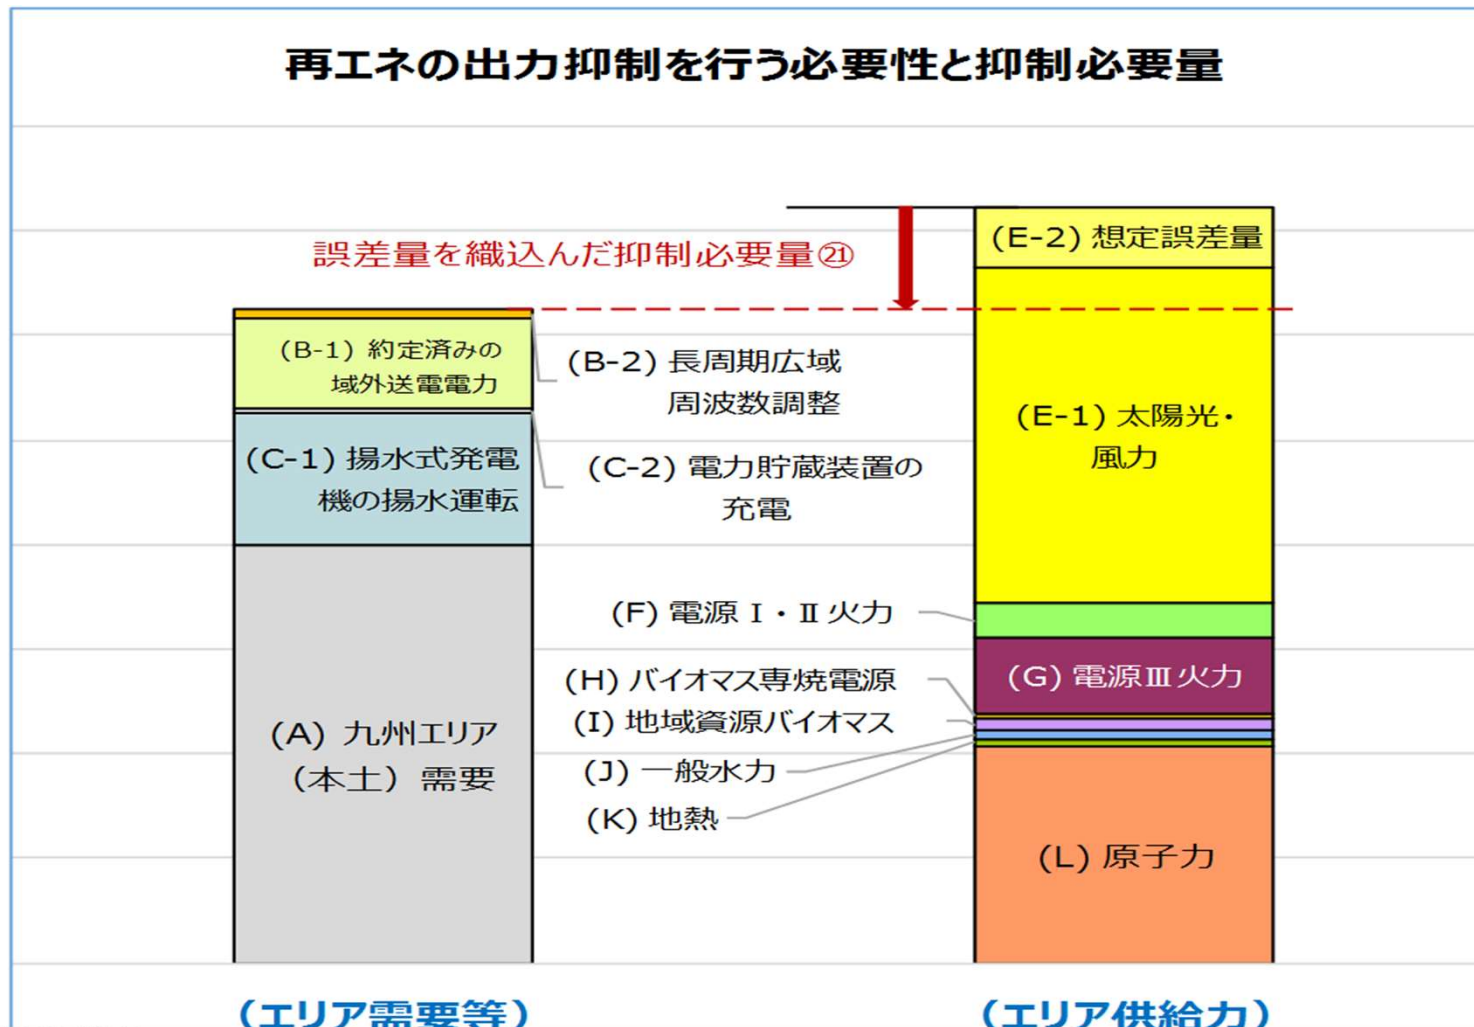 再エネの出力抑制を行う必要性と抑制必要量
誤差量を織込んだ抑制必要量㉑
(E-2) 想定誤差量
(B-1) 約定済みの
域外送電電力
(B-2) 長周期広域
周波数調整
(E-1) 太陽光・
風力
(C-1) 揚水式発電
機の揚水運転
(C-2) 電力貯蔵装置の
充電
(F) 電源Ⅰ・Ⅱ火力
(G) 電源Ⅲ火力
(H) バイオマス専焼電源
(I) 地域資源バイオマス
(A) 九州エリア
（本土）需要
(J) 一般水力
(K) 地熱
(L) 原子力
（エリア需要等）
（エリア供給力）